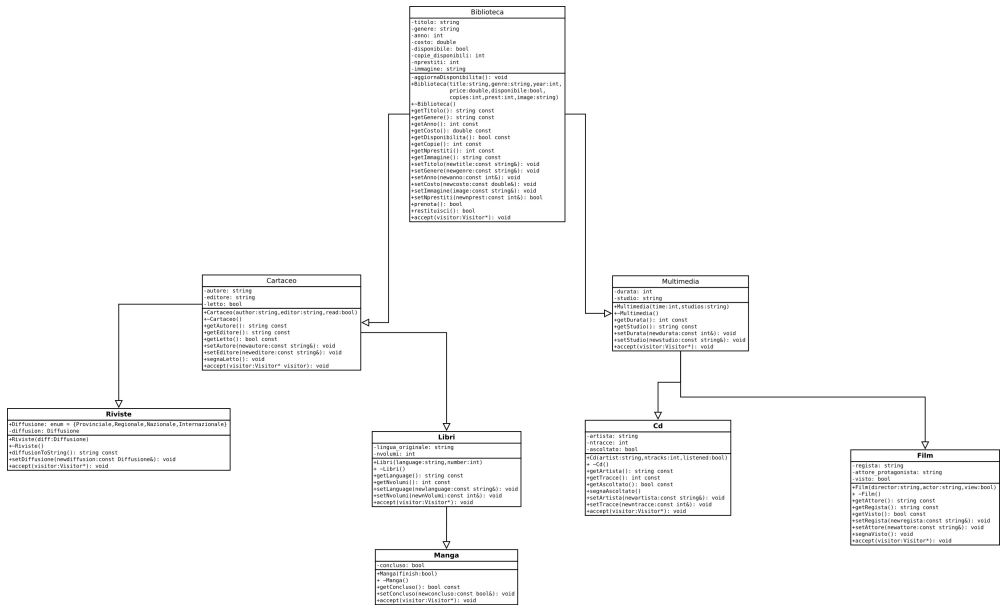 Biblioteca
-titolo: string
-genere: string
-anno: int
-costo: double
-disponibile: bool
-copie_disponibili: int
-nprestiti: int
-immagine: string
-aggiornaDisponibilita(): void
+Biblioteca(title:string,genre:string,year:int,
price:double,disponibile:bool,
copies:int,prest:int,image:string)
+~Biblioteca()
+getTitolo(): string const
+getGenere(): string const
+getAnno(): int const
+getCosto(): double const
+getDisponibilita(): bool const
+getCopie(): int const
+getNprestiti(): int const
+getImmagine(): string const
+setTitolo(newtitle:const string&): void
+setGenere(newgenre:const string&): void
+setAnno(newanno:const int&): void
+setCosto(newcosto:const double&): void
+setImmagine(image:const string&): void
+setNprestiti(newnprest:const int&): bool
+prenota(): bool
+restituisci(): bool
+accept(visitor:Visitor*): void
Cartaceo
-autore: string
-editore: string
-letto: bool
+Cartaceo(author:string,editor:string,read:bool)
+~Cartaceo()
+getAutore(): string const
+getEditore(): string const
+getLetto(): bool const
+setAutore(newautore:const string&): void
+setEditore(neweditore:const string&): void
+segnaLetto(): void
+accept(visitor:Visitor* visitor): void
Multimedia
-durata: int
-studio: string
+Multimedia(time:int,studios:string)
+~Multimedia()
+getDurata(): int const
+getStudio(): string const
+setDurata(newdurata:const int&): void
+setStudio(newstudio:const string&): void
+accept(visitor:Visitor*): void
Riviste
+Diffusione: enum = {Provinciale,Regionale,Nazionale,Internazionale}
-diffusion: Diffusione
+Riviste(diff:Diffusione)
+~Riviste()
+diffusionToString(): string const
+setDiffusione(newdiffusion:const Diffusione&): void
+accept(visitor:Visitor*): void
Libri
-lingua_originale: string
-nvolumi: int
+Libri(language:string,number:int)
+ ~Libri()
+getLanguage(): string const
+getNvolumi(): int const
+setLanguage(newlanguage:const string&): void
+setNvolumi(newnVolumi:const int&): void
+accept(visitor:Visitor*): void
Cd
-artista: string
-ntracce: int
-ascoltato: bool
+Cd(artist:string,ntracks:int,listened:bool)
+ ~Cd()
+getArtista(): string const
+getTracce(): int const
+getAscoltato(): bool const
+segnaAscoltato()
+setArtista(newartista:const string&): void
+setTracce(newntracce:const int&): void
+accept(visitor:Visitor*): void
Film
-regista: string
-attore_protagonista: string
-visto: bool
+Film(director:string,actor:string,view:bool)
+ ~Film()
+getAttore(): string const
+getRegista(): string const
+getVisto(): bool const
+setRegista(newregista:const string&): void
+setAttore(newattore:const string&): void
+segnaVisto(): void
+accept(visitor:Visitor*): void
Manga
-concluso: bool
+Manga(finish:bool)
+ ~Manga()
+getConcluso(): bool const
+setConcluso(newconcluso:const bool&): void
+accept(visitor:Visitor*): void